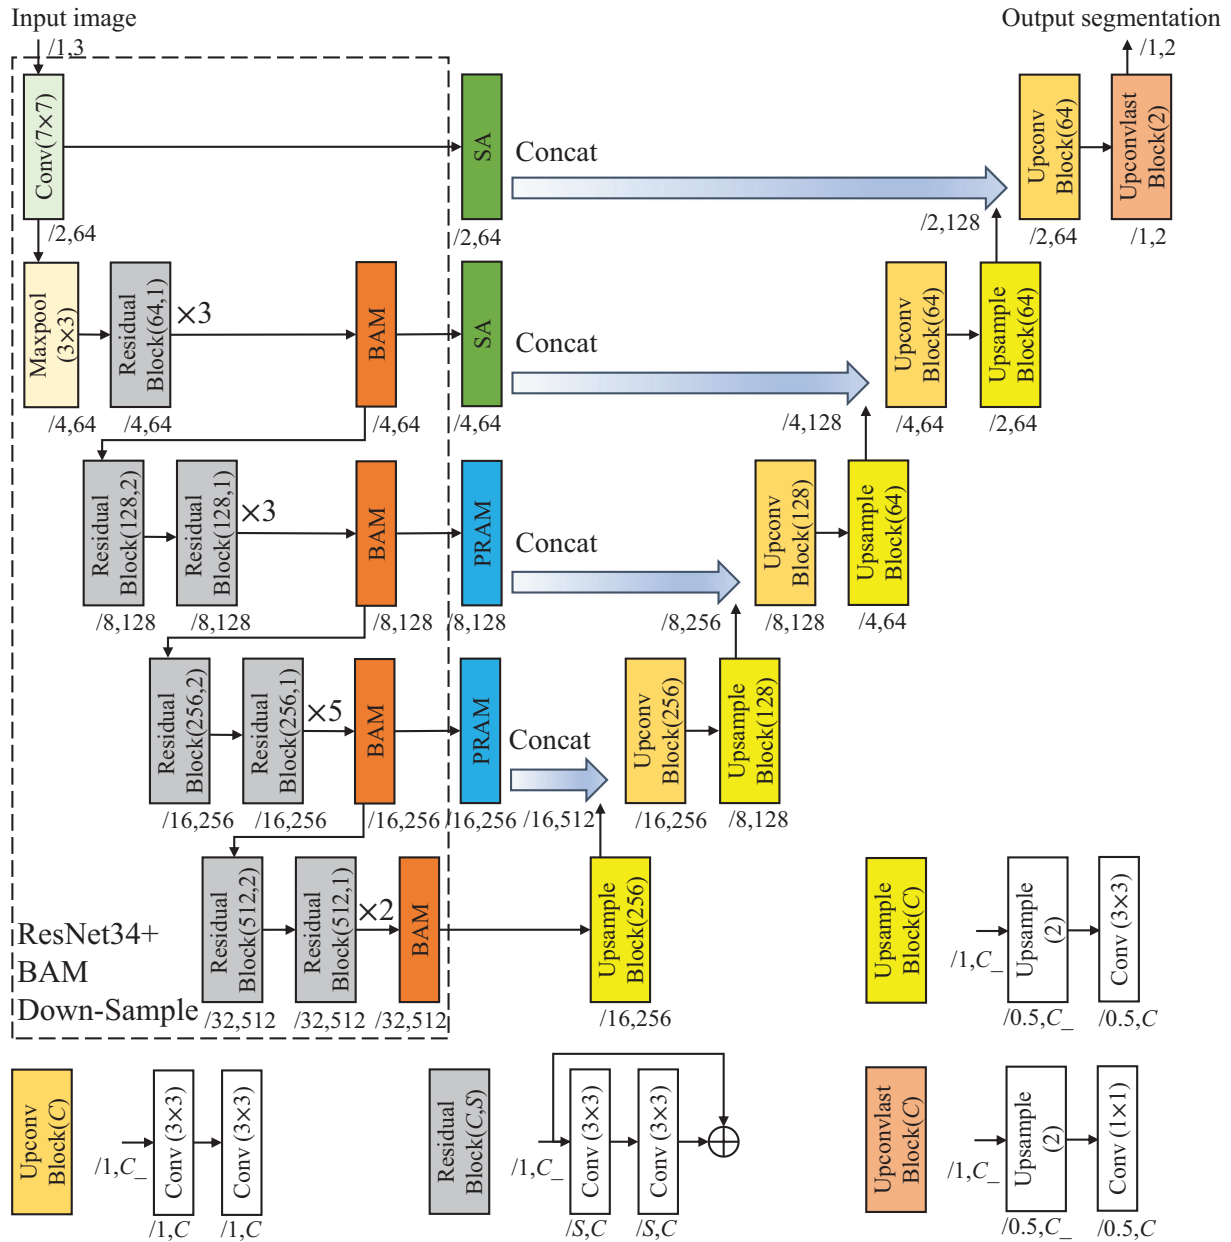 Input image
Output segmentation
/1,3
/1,2
Conv(7×7)
SA
Concat
Upconv
Block(64)
Upconvlast
Block(2)
/2,64
/2,64
/2,128
/2,64
/1,2
Maxpool
(3×3)
Residual
Block(64,1)
×3
BAM
SA
Concat
Upconv
Block(64)
Upsample
Block(64)
/4,64
/4,64
/4,64
/4,64
/4,128
/4,64
/2,64
Residual
Block(128,2)
Residual
Block(128,1)
×3
BAM
PRAM
Concat
Upconv
Block(128)
Upsample
Block(64)
/8,128
/8,128
/8,128
/8,128
/8,256
/8,128
/4,64
Residual
Block(256,2)
Residual
Block(256,1)
×5
BAM
PRAM
Concat
Upconv
Block(256)
Upsample
Block(128)
/16,256
/16,256
/16,256
/16,256
/16,512
/16,256
/8,128
Residual
Block(512,2)
Residual
Block(512,1)
×2
BAM
Upsample
Block(256)
/32,512
/32,512
/32,512
/16,256
ResNet34+
BAM
Down-Sample
Upsample
Block(C)
/1,C_
Upsample
(2)
Conv (3×3)
/0.5,C_
/0.5,C
Upconv
Block(C)
/1,C_
Conv (3×3)
Conv (3×3)
/1,C
/1,C
Residual
Block(C,S)
/1,C_
Conv (3×3)
Conv (3×3)
/S,C
/S,C
Upconvlast
Block(C)
/1,C_
Upsample
(2)
Conv (1×1)
/0.5,C_
/0.5,C